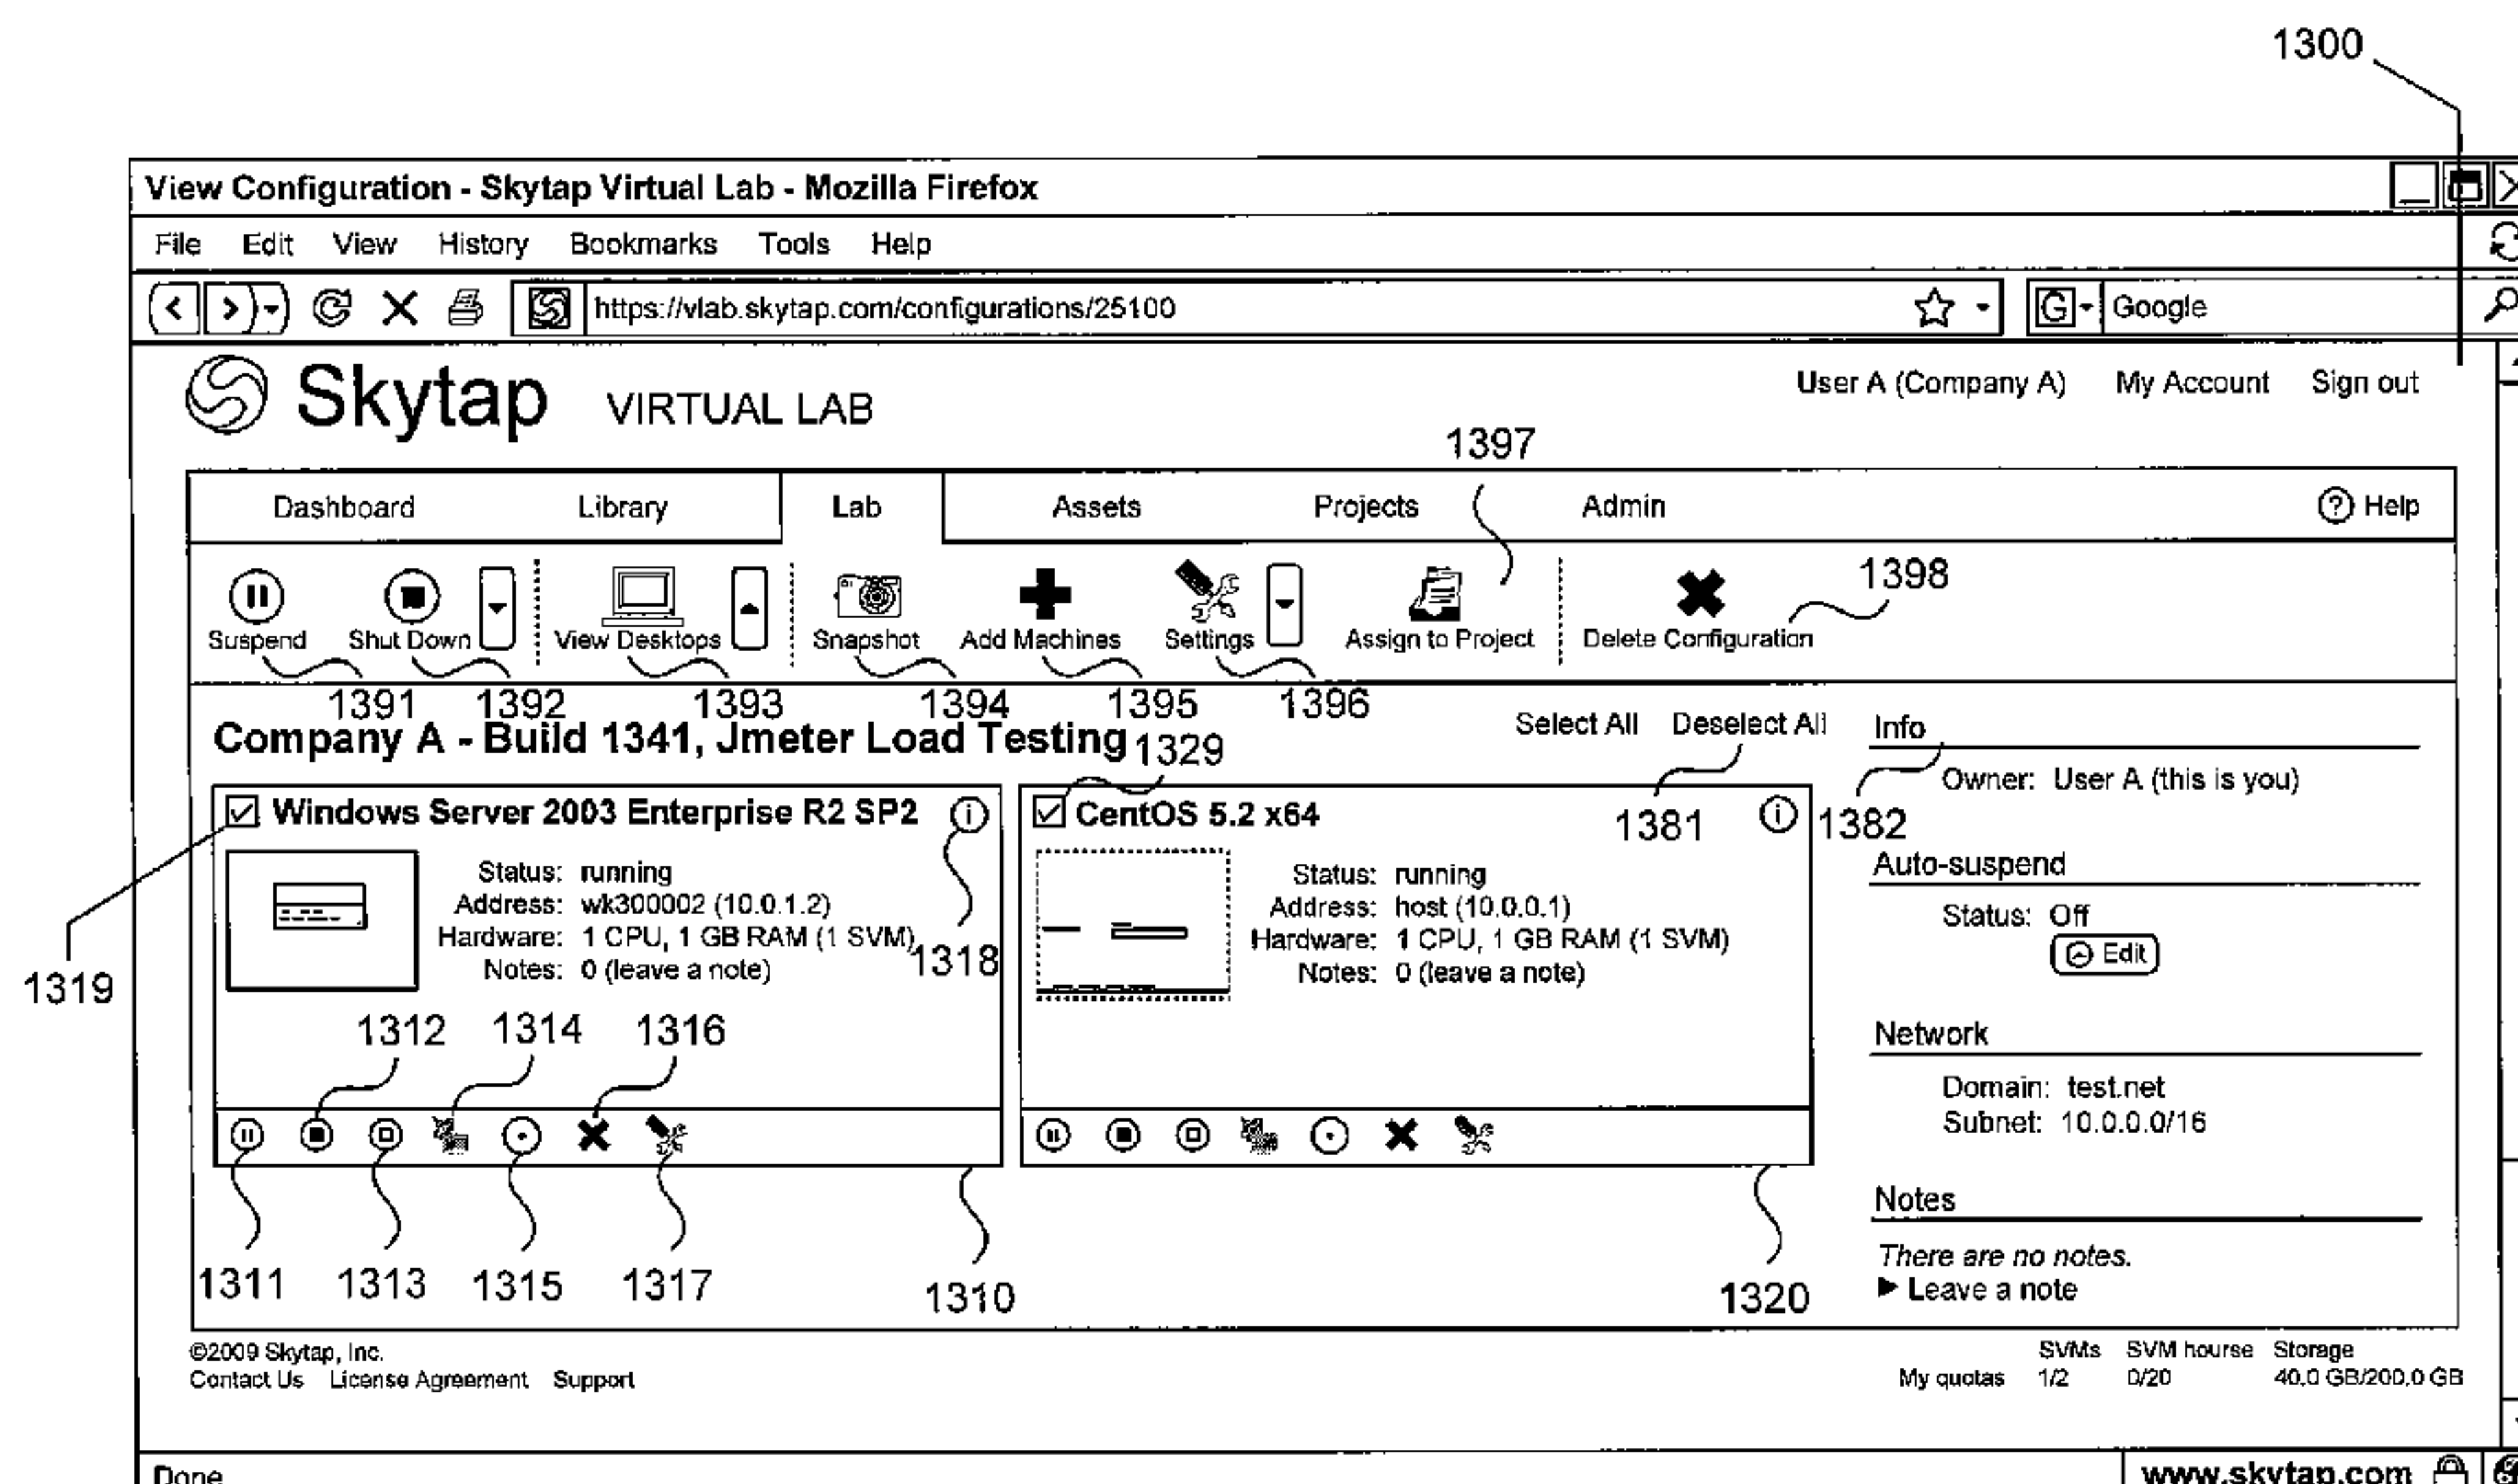 1300
View Configuration - Skytap Virtual Lab - Mozilla Firefox
File Edit View History Bookmarks Tools Help
https://vlab.skytap.com/configurations/25100 G Google
Skytap VIRTUAL LAB
User A (Company A) My Account Sign out
1397
Dashboard Library Lab Assets Projects Admin ? Help
1398
Suspend Shut Down View Desktops Snapshot Add Machines Settings Assign to Project Delete Configuration
1391 1392 1393 1394 1395 1396
Company A - Build 1341, Jmeter Load Testing
1329
Select All Deselect All
Info
Owner: User A (this is you)
1381
1382
Windows Server 2003 Enterprise R2 SP2 i
Status: running
Address: wk300002 (10.0.1.2)
Hardware: 1 CPU, 1 GB RAM (1 SVM)
Notes: 0 (leave a note)
1318
1319
1312 1314 1316
CentOS 5.2 x64 i
Status: running
Address: host (10.0.0.1)
Hardware: 1 CPU, 1 GB RAM (1 SVM)
Notes: 0 (leave a note)
Auto-suspend
Status: Off
Edit
Network
Domain: test.net
Subnet: 10.0.0.0/16
Notes
There are no notes.
Leave a note
1311 1313 1315 1317 1310 1320
©2009 Skytap, Inc.
Contact Us License Agreement Support
SVMs SVM hourse Storage
My quotas 1/2 0/20 40.0 GB/200.0 GB
Done
www.skytap.com